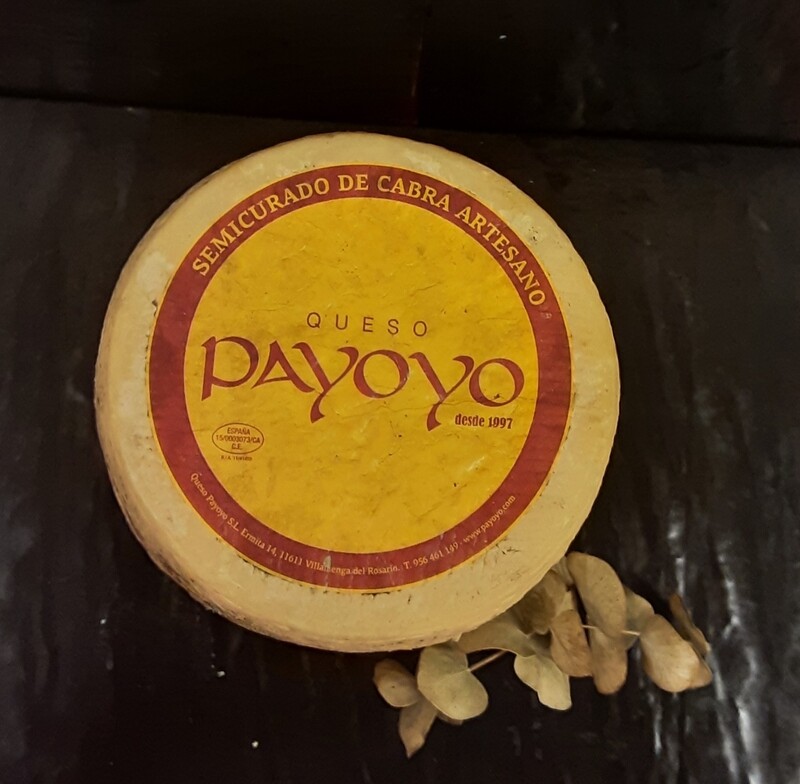 SEMICURADO DE CABRA ARTESANO
QUESO
PAYOYO
desde 1997
ESPAÑA
15/0003073/CA
C.E.
Queso Payoyo S.L. Ermita 14, 11611 Villaluenga del Rosario. T. 956 461 149 · www.payoyo.com